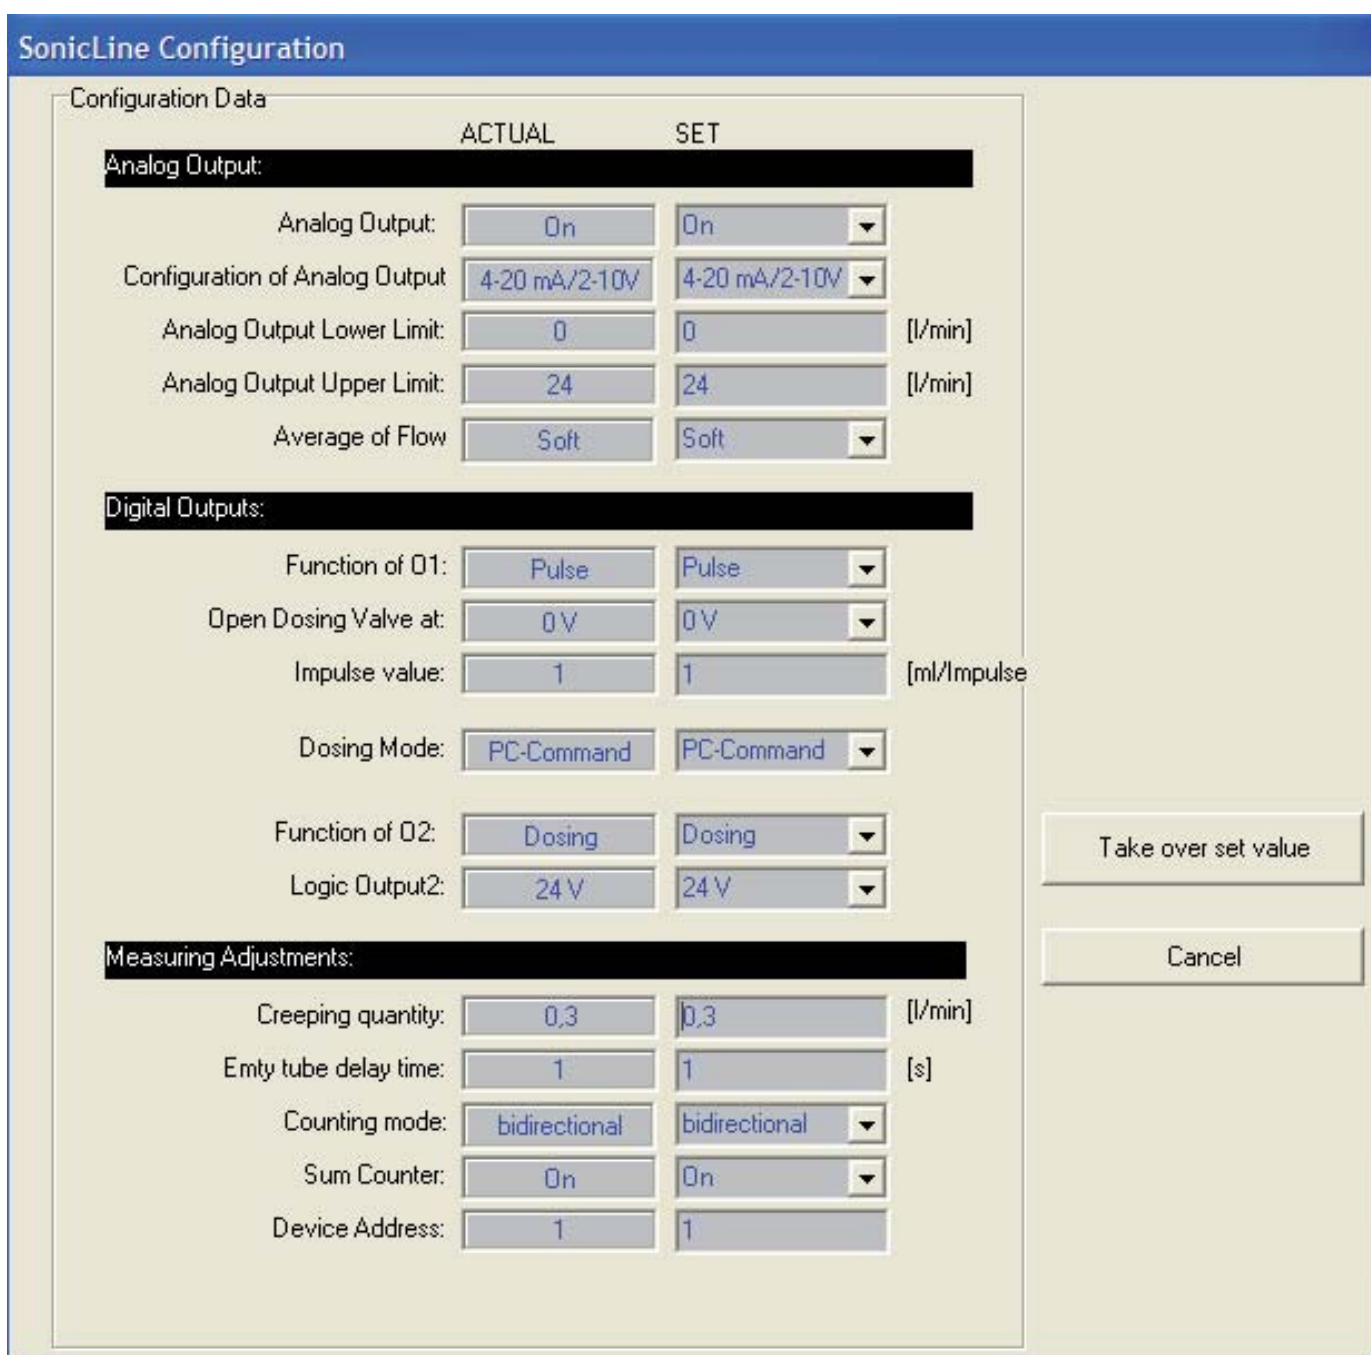 SonicLine Configuration
Configuration Data
ACTUAL SET
Analog Output:
Analog Output: On On
Configuration of Analog Output 4-20 mA/2-10V 4-20 mA/2-10V
Analog Output Lower Limit: 0 0 [l/min]
Analog Output Upper Limit: 24 24 [l/min]
Average of Flow Soft Soft
Digital Outputs:
Function of O1: Pulse Pulse
Open Dosing Valve at: 0 V 0 V
Impulse value: 1 1 [ml/Impulse
Dosing Mode: PC-Command PC-Command
Function of O2: Dosing Dosing
Logic Output2: 24 V 24 V
Take over set value
Measuring Adjustments:
Cancel
Creeping quantity: 0,3 0,3 [l/min]
Emty tube delay time: 1 1 [s]
Counting mode: bidirectional bidirectional
Sum Counter: On On
Device Address: 1 1